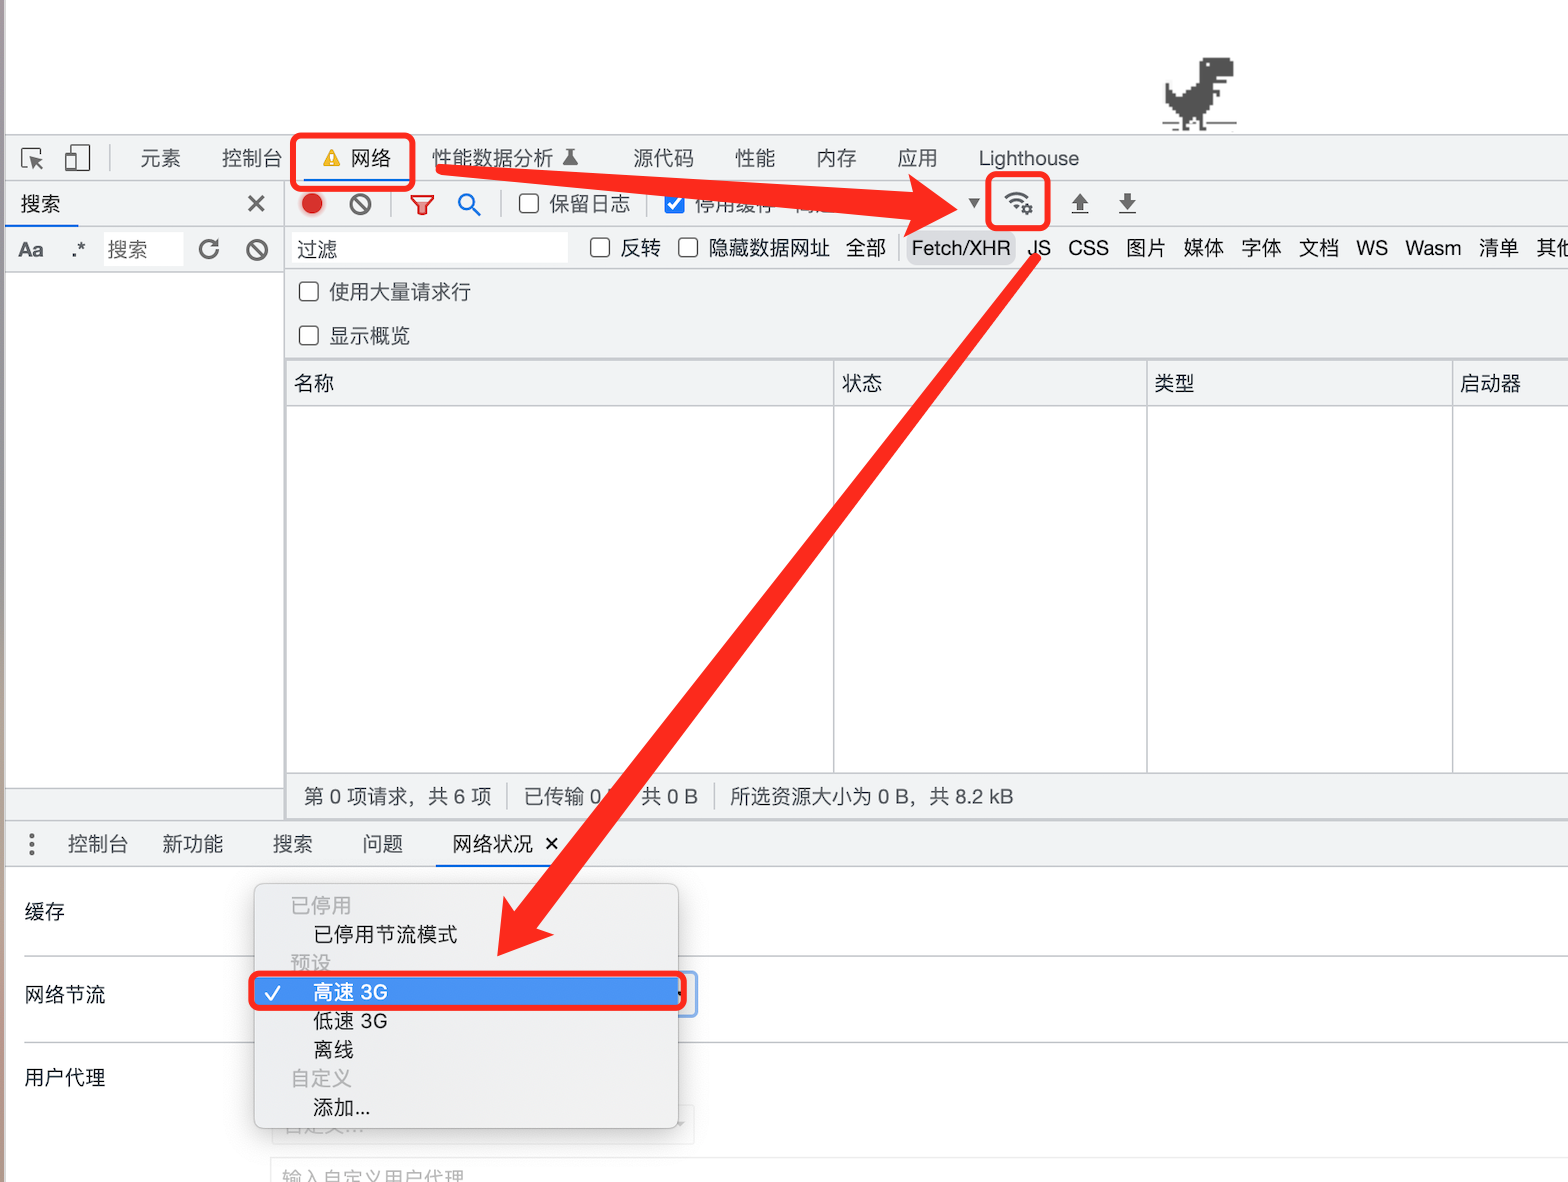 元素 控制台 网络 性能数据分析 源代码 性能 内存 应用 Lighthouse
搜索 保留日志 停用缓存
Aa .* 搜索 过滤 反转 隐藏数据网址 全部 Fetch/XHR JS CSS 图片 媒体 字体 文档 WS Wasm 清单 其他
使用大量请求行
显示概览
名称 状态 类型 启动器
第 0 项请求，共 6 项 已传输 0 共 0 B 所选资源大小为 0 B，共 8.2 kB
控制台 新功能 搜索 问题 网络状况
缓存
已停用
已停用节流模式
预设
网络节流
高速 3G
低速 3G
离线
自定义
用户代理
添加...
自定义...
输入自定义用户代理